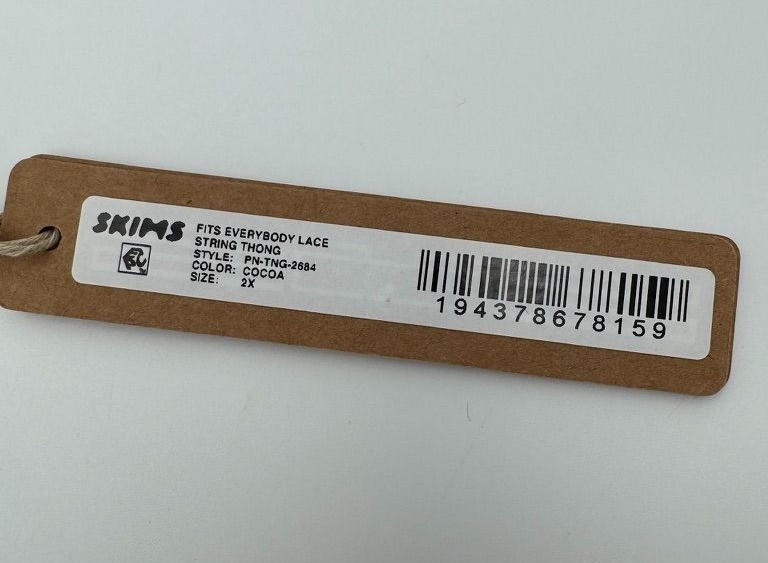 SKIMS
FITS EVERYBODY LACE
STRING THONG
STYLE: PN-TNG-2684
COLOR: COCOA
SIZE: 2X
194378678159